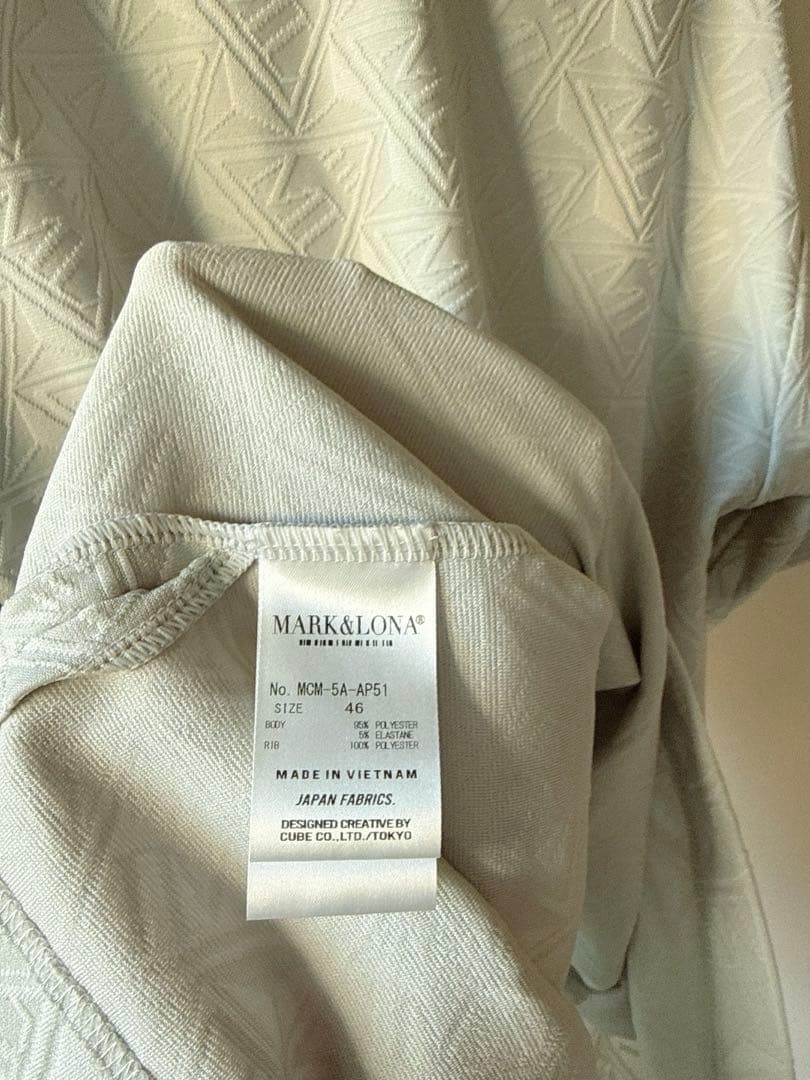 MARK&LONA®
No. MCM-5A-AP51
SIZE 46
BODY 95% POLYESTER
5% ELASTANE
RIB 100% POLYESTER
MADE IN VIETNAM
JAPAN FABRICS.
DESIGNED CREATIVE BY
CUBE CO.,LTD./TOKYO